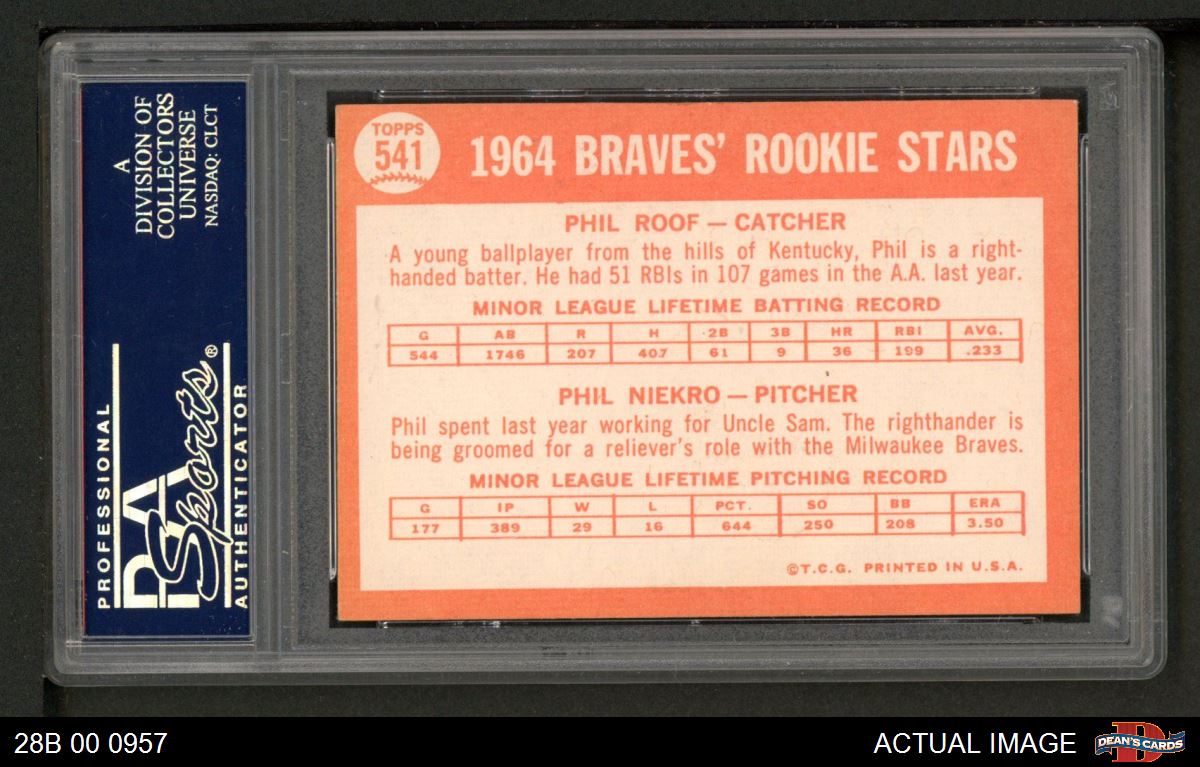 A
DIVISION OF
COLLECTORS
UNIVERSE
NASDAQ: CLCT
PROFESSIONAL
PSA
Sports®
AUTHENTICATOR
TOPPS
541
1964 BRAVES' ROOKIE STARS
PHIL ROOF — CATCHER
A young ballplayer from the hills of Kentucky, Phil is a right-
handed batter. He had 51 RBIs in 107 games in the A.A. last year.
MINOR LEAGUE LIFETIME BATTING RECORD
G AB R H 2B 3B HR RBI AVG.
544 1746 207 407 61 9 36 199 .233
PHIL NIEKRO — PITCHER
Phil spent last year working for Uncle Sam. The righthander is
being groomed for a reliever's role with the Milwaukee Braves.
MINOR LEAGUE LIFETIME PITCHING RECORD
G IP W L PCT. SO BB ERA
177 389 29 16 644 250 208 3.50
©T.C.G. PRINTED IN U.S.A.
28B 00 0957
ACTUAL IMAGE
D
DEAN'S CARDS